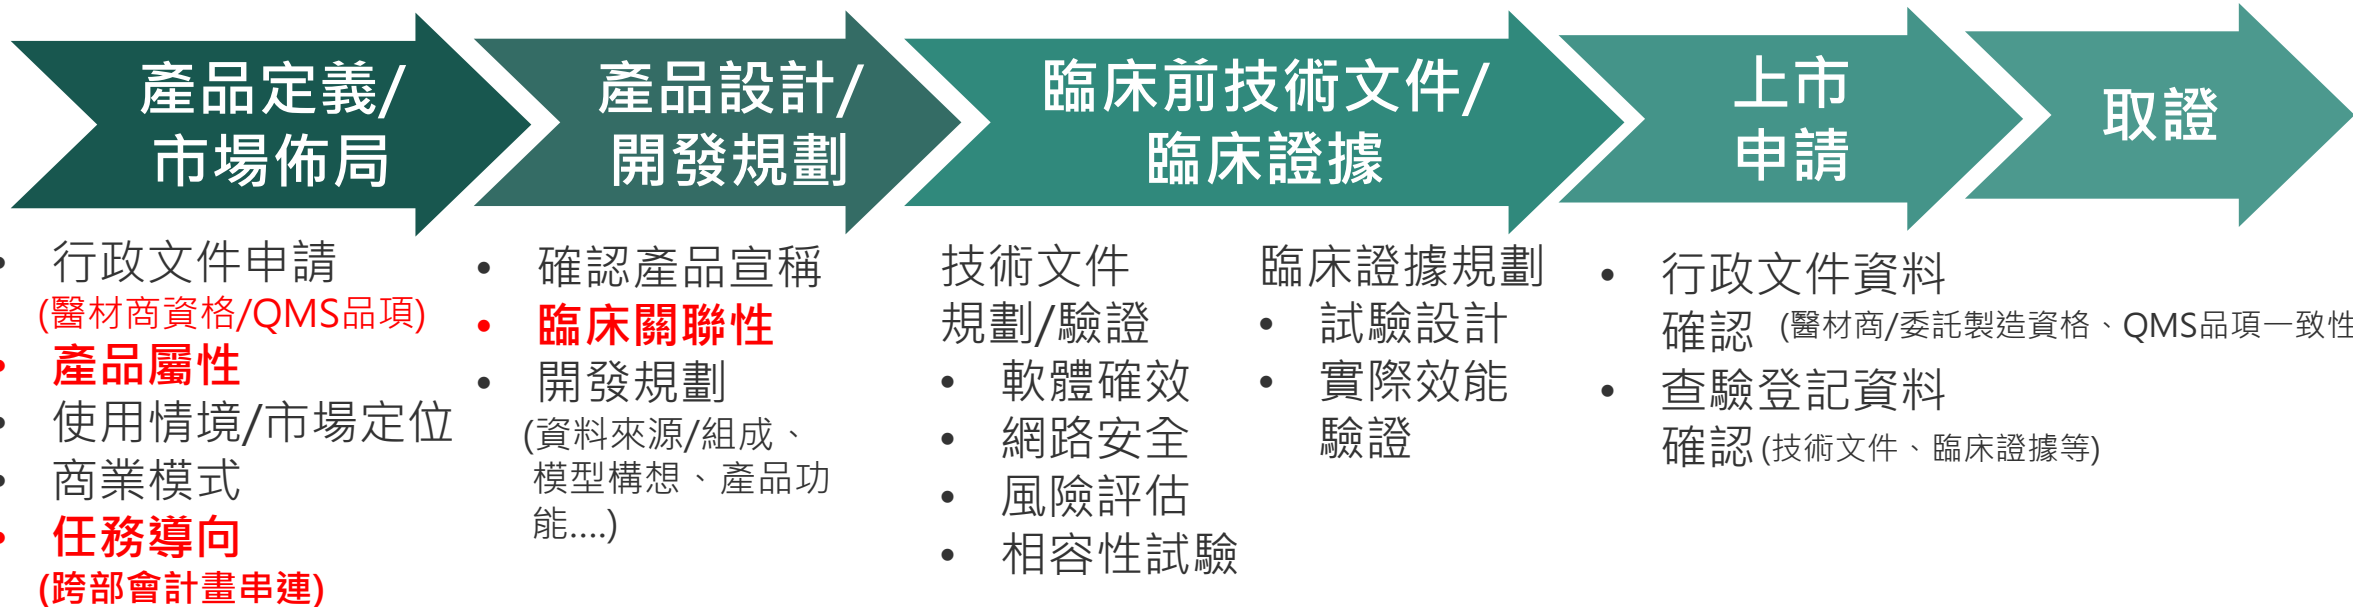 產品定義/
市場佈局
產品設計/
開發規劃
臨床前技術文件/
臨床證據
上市
申請
取證
• 行政文件申請
(醫材商資格/QMS品項)
• 產品屬性
• 使用情境/市場定位
• 商業模式
• 任務導向
(跨部會計畫串連)
• 確認產品宣稱
• 臨床關聯性
• 開發規劃
(資料來源/組成、
模型構想、產品功
能....)
技術文件
規劃/驗證
• 軟體確效
• 網路安全
• 風險評估
• 相容性試驗
臨床證據規劃
• 試驗設計
• 實際效能
驗證
• 行政文件資料
確認 (醫材商/委託製造資格、QMS品項一致性
• 查驗登記資料
確認 (技術文件、臨床證據等)